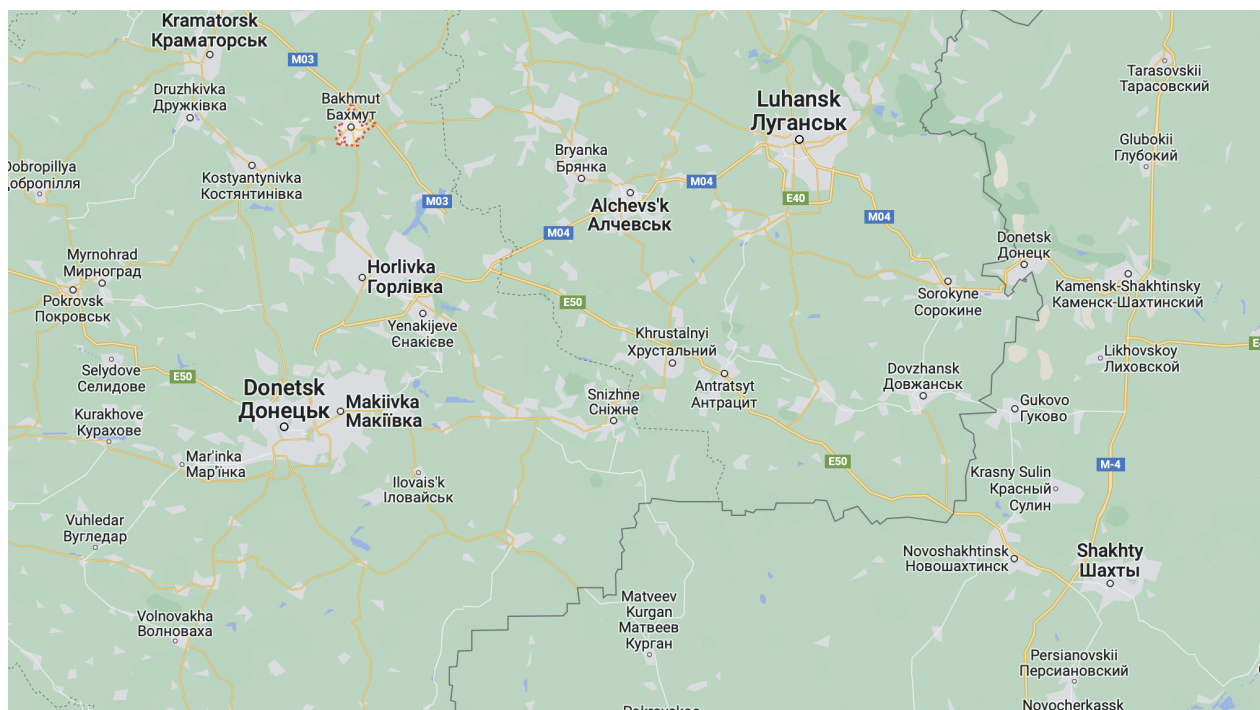 Kramatorsk
Краматорськ
M03
Tarasovskii
Тарасовский
Druzhkivka
Дружківка
Bakhmut
Бахмут
Luhansk
Луганськ
Glubokii
Глубокий
Bryanka
Брянка
Dobropillya
Добропілля
Kostyantynivka
Костянтинівка
M04
E40
M03
Alchevs'k
Алчевськ
M04
M04
Donetsk
Донецк
Myrnohrad
Мирноград
Horlivka
Горлівка
Kamensk-Shakhtinsky
Каменск-Шахтинский
Pokrovsk
Покровськ
Sorokyne
Сорокине
E50
Yenakijeve
Єнакієве
Khrustalnyi
Хрустальний
Likhovskoy
Лиховской
E
Selydove
Селидове
E50
Dovzhansk
Довжанськ
Donetsk
Донецьк
Makiivka
Макіївка
Snizhne
Сніжне
Antratsyt
Антрацит
Gukovo
Гуково
Kurakhove
Курахове
Mar'inka
Мар'їнка
E50
M-4
Krasny Sulin
Красный
Сулин
Ilovais'k
Іловайськ
Vuhledar
Вугледар
Novoshakhtinsk
Новошахтинск
Shakhty
Шахты
Matveev
Kurgan
Матвеев
Курган
Volnovakha
Волноваха
Persianovskii
Персиановский
Novocherkassk